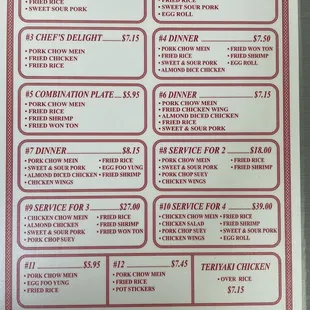 • FRIED RICE
• SWEET SOUR PORK
• FRIED RICE
• SWEET SOUR PORK
• EGG ROLL
#3 CHEF'S DELIGHT ......... $7.15
• PORK CHOW MEIN
• FRIED CHICKEN
• FRIED RICE
#4 DINNER ......... $7.50
• PORK CHOW MEIN • FRIED WON TON
• FRIED RICE • FRIED SHRIMP
• SWEET & SOUR PORK • EGG ROLL
• ALMOND DICE CHICKEN
#5 COMBINATION PLATE ... $5.95
• PORK CHOW MEIN
• FRIED RICE
• FRIED SHRIMP
• FRIED WON TON
#6 DINNER ......... $7.15
• PORK CHOW MEIN
• FRIED CHICKEN WING
• ALMOND DICED CHICKEN
• FRIED RICE
• SWEET & SOUR PORK
#7 DINNER ......... $8.15
• PORK CHOW MEIN • FRIED RICE
• SWEET & SOUR PORK • EGG FOO YUNG
• ALMOND DICED CHICKEN • FRIED SHRIMP
• CHICKEN WINGS
#8 SERVICE FOR 2 ......... $18.00
• PORK CHOW MEIN • FRIED RICE
• SWEET & SOUR PORK • FRIED SHRIMP
• PORK CHOP SUEY
• CHICKEN WINGS
#9 SERVICE FOR 3 ......... $27.00
• CHICKEN CHOW MEIN • FRIED RICE
• ALMOND CHICKEN • FRIED SHRIMP
• SWEET & SOUR PORK • FRIED WON TON
• PORK CHOP SUEY
#10 SERVICE FOR 4 ......... $39.00
• CHICKEN CHOW MEIN • FRIED RICE
• CHICKEN SALAD • FRIED SHRIMP
• PORK CHOP SUEY • SWEET & SOUR PORK
• CHICKEN WINGS • EGG ROLL
#11 ......... $5.95
• PORK CHOW MEIN
• EGG FOO YUNG
• FRIED RICE
#12 ......... $7.45
• PORK CHOW MEIN
• FRIED RICE
• POT STICKERS
TERIYAKI CHICKEN
• OVER RICE
$7.15